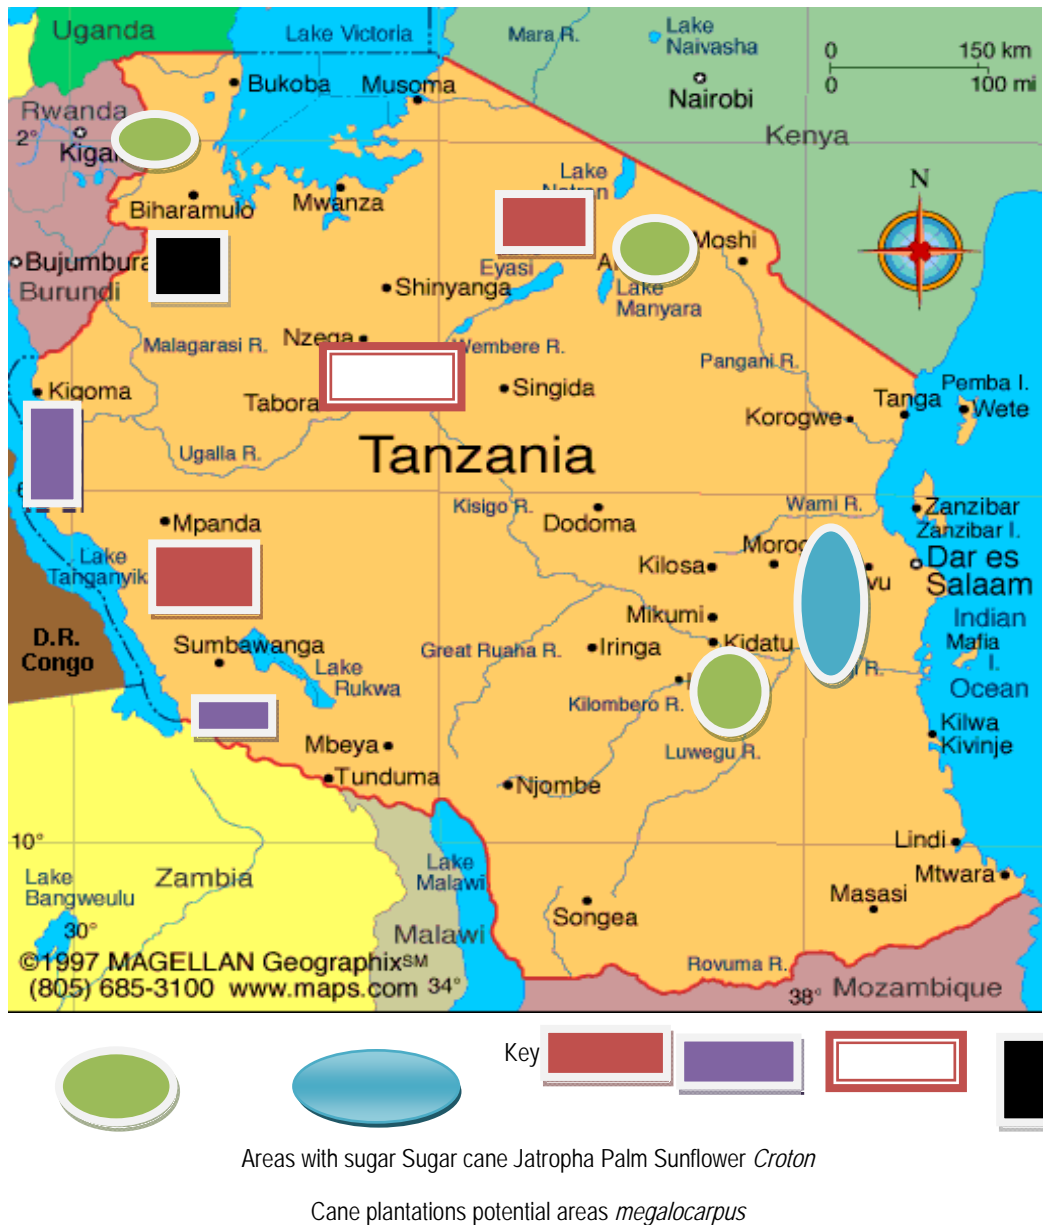 Uganda
Lake Victoria
Mara R.
Lake
Naivasha
0 150 km
0 100 mi
Bukoba
Musoma
Nairobi
Rwanda
2°
Kenya
Lake
N
Biharamulo
Mwanza
Moshi
Bujumbura
Burundi
Eyasi
Shinyanga
Lake
Manyara
Malagarasi R.
Nzega
Wembere R.
Pangani R.
Kigoma
Tabora
Singida
Pemba I.
Wete
Tanga
Korogwe
Tanzania
Ugalla R.
Kisigo R.
Wami R.
Zanzibar
Zanzibar I.
Mpanda
Dodoma
Dar es
Salaam
Lake
Kilosa
Mikumi
Indian
Ocean
Mafia
I.
D.R.
Congo
Sumbawanga
Great Ruaha R.
Iringa
Kidatu
Lake
Rukwa
Kilombero R.
Kilwa
Kivinje
Mbeya
Luwegu R.
Tunduma
Njombe
10°
Lindi
Mtwara
Lake
Bangweulu
Zambia
Lake
Malawi
Masasi
Songea
30°
Malawi
©1997 MAGELLAN Geographix℠
(805) 685-3100 www.maps.com 34°
Rovuma R.
38° Mozambique
Key
Areas with sugar Sugar cane Jatropha Palm Sunflower Croton
Cane plantations potential areas megalocarpus